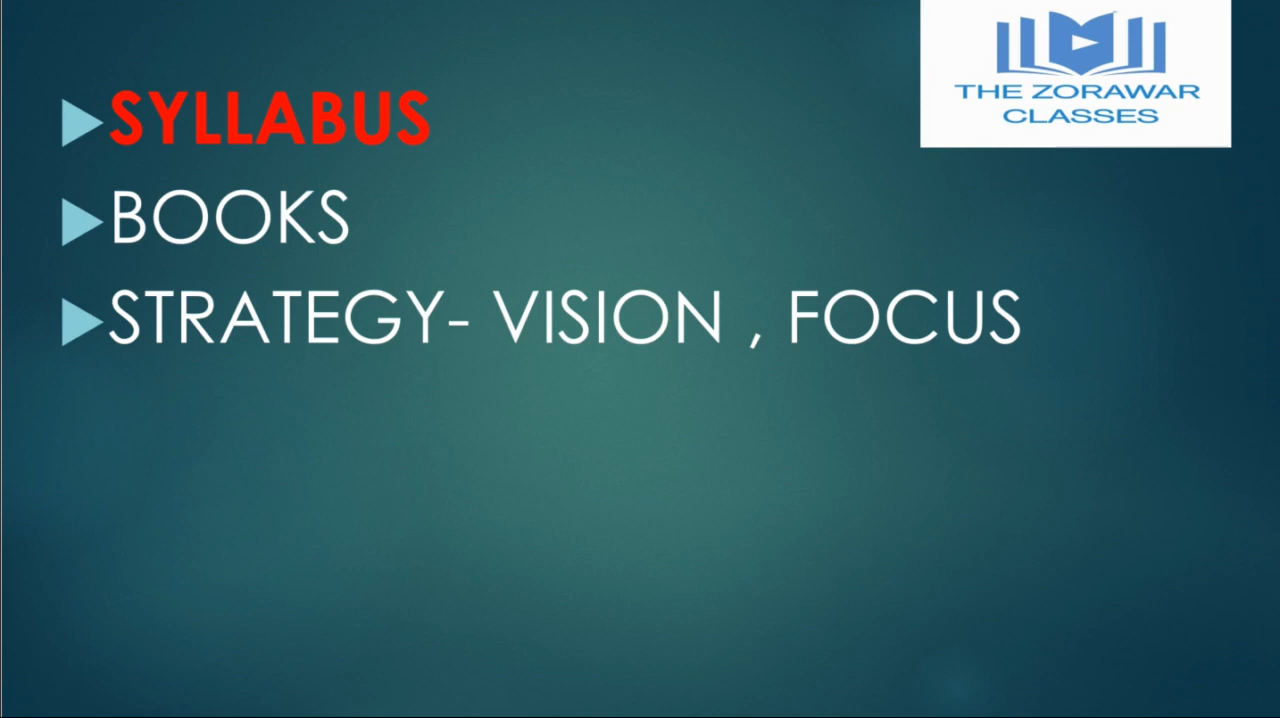 THE ZORAWAR
CLASSES
SYLLABUS
BOOKS
STRATEGY- VISION , FOCUS